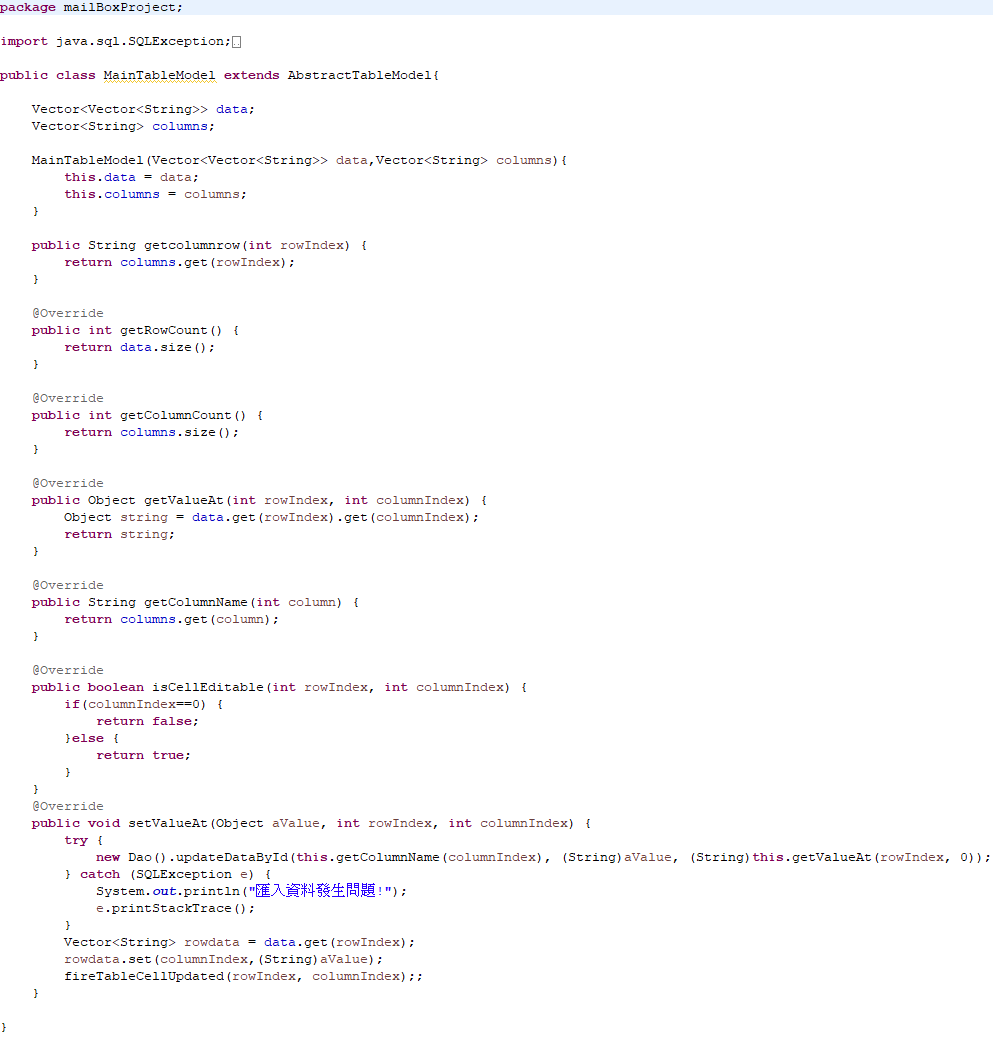 package mailBoxProject;
import java.sql.SQLException;
public class MainTableModel extends AbstractTableModel{
Vector<Vector<String>> data;
Vector<String> columns;
MainTableModel(Vector<Vector<String>> data,Vector<String> columns){
this.data = data;
this.columns = columns;
}
public String getcolumnrow(int rowIndex) {
return columns.get(rowIndex);
}
@Override
public int getRowCount() {
return data.size();
}
@Override
public int getColumnCount() {
return columns.size();
}
@Override
public Object getValueAt(int rowIndex, int columnIndex) {
Object string = data.get(rowIndex).get(columnIndex);
return string;
}
@Override
public String getColumnName(int column) {
return columns.get(column);
}
@Override
public boolean isCellEditable(int rowIndex, int columnIndex) {
if(columnIndex==0) {
return false;
}else {
return true;
}
}
@Override
public void setValueAt(Object aValue, int rowIndex, int columnIndex) {
try {
new Dao().updateDataById(this.getColumnName(columnIndex), (String)aValue, (String)this.getValueAt(rowIndex, 0));
} catch (SQLException e) {
System.out.println("匯入資料發生問題!");
e.printStackTrace();
}
Vector<String> rowdata = data.get(rowIndex);
rowdata.set(columnIndex,(String)aValue);
fireTableCellUpdated(rowIndex, columnIndex);;
}
}